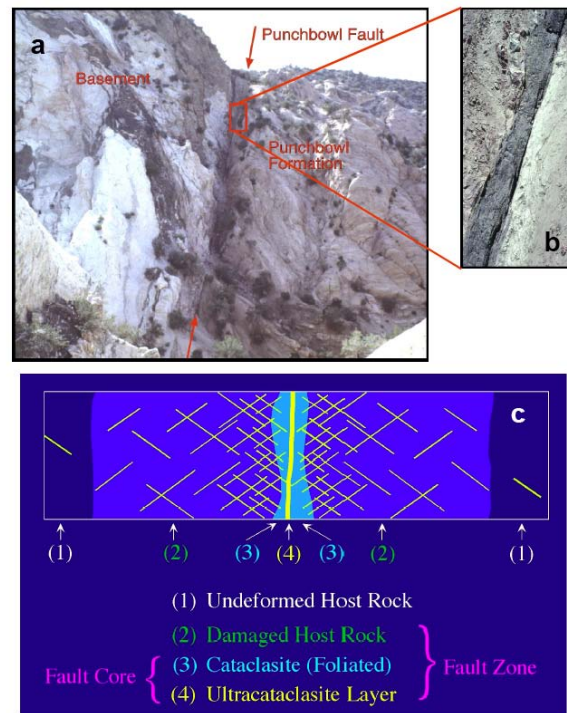 a
Punchbowl Fault
Basement
Punchbowl
Formation
b
c
(1) (2) (3) (4) (3) (2) (1)
(1) Undeformed Host Rock
(2) Damaged Host Rock
Fault Core { (3) Cataclasite (Foliated) } Fault Zone
(4) Ultracataclasite Layer